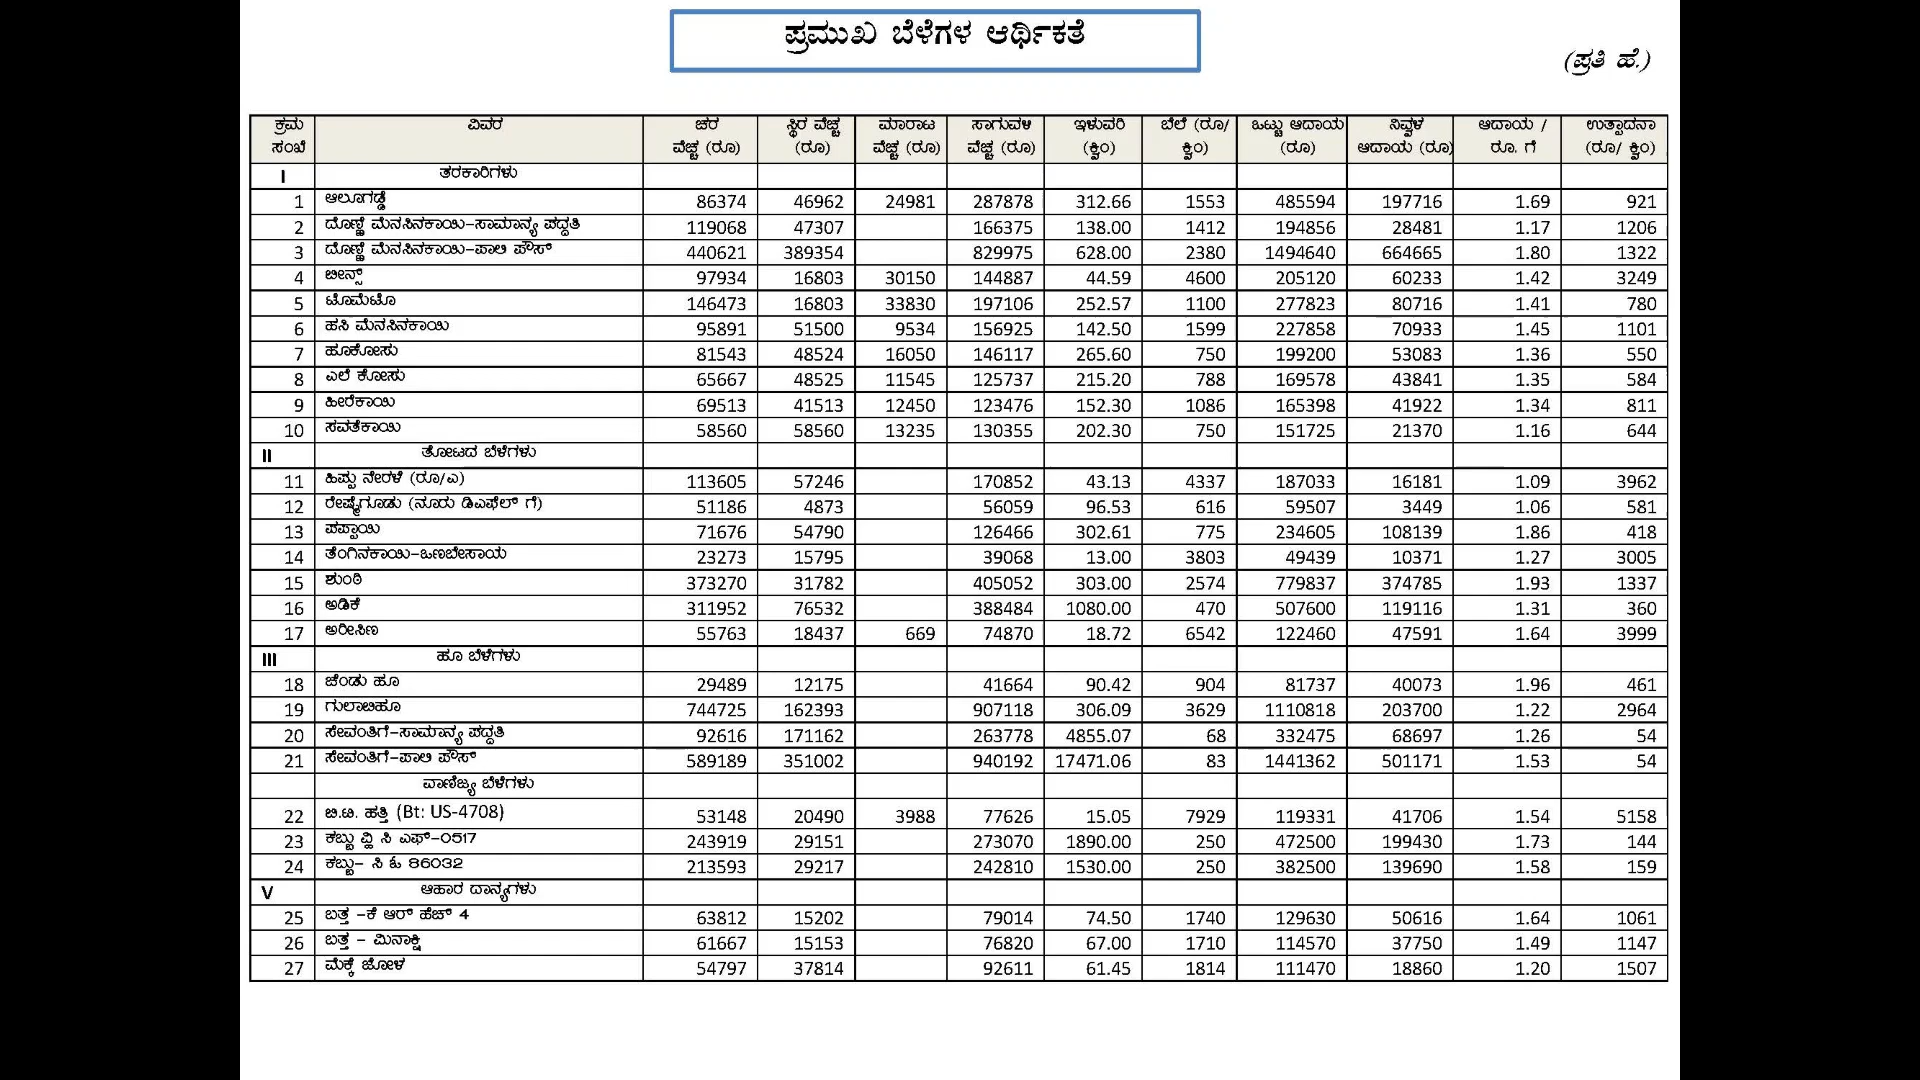 ಪ್ರಮುಖ ಬೆಳೆಗಳ ಆರ್ಥಿಕತೆ
(ಪ್ರತಿ ಹೆ.)
ಕ್ರಮ ಸಂಖೆ ವಿವರ ಚರ ವೆಚ್ಚ (ರೂ) ಸ್ಥಿರ ವೆಚ್ಚ (ರೂ) ಮಾರಾಟ ವೆಚ್ಚ (ರೂ) ಸಾಗುವಳಿ ವೆಚ್ಚ (ರೂ) ಇಳುವರಿ (ಕ್ವಿಂ) ಬೆಲೆ (ರೂ/ ಕ್ವಿಂ) ಒಟ್ಟು ಆದಾಯ (ರೂ) ನಿವ್ವಳ ಆದಾಯ (ರೂ) ಆದಾಯ / ರೂ. ಗೆ ಉತ್ಪಾದನಾ (ರೂ/ ಕ್ವಿಂ)
I ತರಕಾರಿಗಳು
1 ಆಲೂಗಡ್ಡೆ 86374 46962 24981 287878 312.66 1553 485594 197716 1.69 921
2 ದೊಣ್ಣೆ ಮೆನಸಿನಕಾಯಿ-ಸಾಮಾನ್ಯ ಪದ್ದತಿ 119068 47307 166375 138.00 1412 194856 28481 1.17 1206
3 ದೊಣ್ಣೆ ಮೆನಸಿನಕಾಯಿ-ಪಾಲಿ ಪೌಸ್ 440621 389354 829975 628.00 2380 1494640 664665 1.80 1322
4 ಬೀನ್ಸ್ 97934 16803 30150 144887 44.59 4600 205120 60233 1.42 3249
5 ಟೊಮೆಟೊ 146473 16803 33830 197106 252.57 1100 277823 80716 1.41 780
6 ಹಸಿ ಮೆನಸಿನಕಾಯಿ 95891 51500 9534 156925 142.50 1599 227858 70933 1.45 1101
7 ಹೂಕೋಸು 81543 48524 16050 146117 265.60 750 199200 53083 1.36 550
8 ಎಲೆ ಕೋಸು 65667 48525 11545 125737 215.20 788 169578 43841 1.35 584
9 ಹೀರೆಕಾಯಿ 69513 41513 12450 123476 152.30 1086 165398 41922 1.34 811
10 ಸವತೆಕಾಯಿ 58560 58560 13235 130355 202.30 750 151725 21370 1.16 644
II ತೋಟದ ಬೆಳೆಗಳು
11 ಹಿಪ್ಪು ನೇರಳೆ (ರೂ/ಎ) 113605 57246 170852 43.13 4337 187033 16181 1.09 3962
12 ರೇಷ್ಮೆಗೂಡು (ನೂರು ಡಿಎಫೆಲ್ ಗೆ) 51186 4873 56059 96.53 616 59507 3449 1.06 581
13 ಪಪ್ಪಾಯಿ 71676 54790 126466 302.61 775 234605 108139 1.86 418
14 ತೆಂಗಿನಕಾಯಿ-ಒಣಬೇಸಾಯ 23273 15795 39068 13.00 3803 49439 10371 1.27 3005
15 ಶುಂಠಿ 373270 31782 405052 303.00 2574 779837 374785 1.93 1337
16 ಅಡಿಕೆ 311952 76532 388484 1080.00 470 507600 119116 1.31 360
17 ಅರೀಸಿಣ 55763 18437 669 74870 18.72 6542 122460 47591 1.64 3999
III ಹೂ ಬೆಳೆಗಳು
18 ಚೆಂಡು ಹೂ 29489 12175 41664 90.42 904 81737 40073 1.96 461
19 ಗುಲಾಬಿಹೂ 744725 162393 907118 306.09 3629 1110818 203700 1.22 2964
20 ಸೇವಂತಿಗೆ-ಸಾಮಾನ್ಯ ಪದ್ದತಿ 92616 171162 263778 4855.07 68 332475 68697 1.26 54
21 ಸೇವಂತಿಗೆ-ಪಾಲಿ ಪೌಸ್ 589189 351002 940192 17471.06 83 1441362 501171 1.53 54
ವಾಣಿಜ್ಯ ಬೆಳೆಗಳು
22 ಬಿ.ಟಿ. ಹತ್ತಿ (Bt: US-4708) 53148 20490 3988 77626 15.05 7929 119331 41706 1.54 5158
23 ಕಬ್ಬು ವ್ಹಿ ಸಿ ಎಫ್-0517 243919 29151 273070 1890.00 250 472500 199430 1.73 144
24 ಕಬ್ಬು- ಸಿ ಓ 86032 213593 29217 242810 1530.00 250 382500 139690 1.58 159
V ಆಹಾರ ದಾನ್ಯಗಳು
25 ಬತ್ತ -ಕೆ ಆರ್ ಹೆಚ್ 4 63812 15202 79014 74.50 1740 129630 50616 1.64 1061
26 ಬತ್ತ - ಮಿನಾಕ್ಷಿ 61667 15153 76820 67.00 1710 114570 37750 1.49 1147
27 ಮೆಕ್ಕೆ ಜೋಳ 54797 37814 92611 61.45 1814 111470 18860 1.20 1507